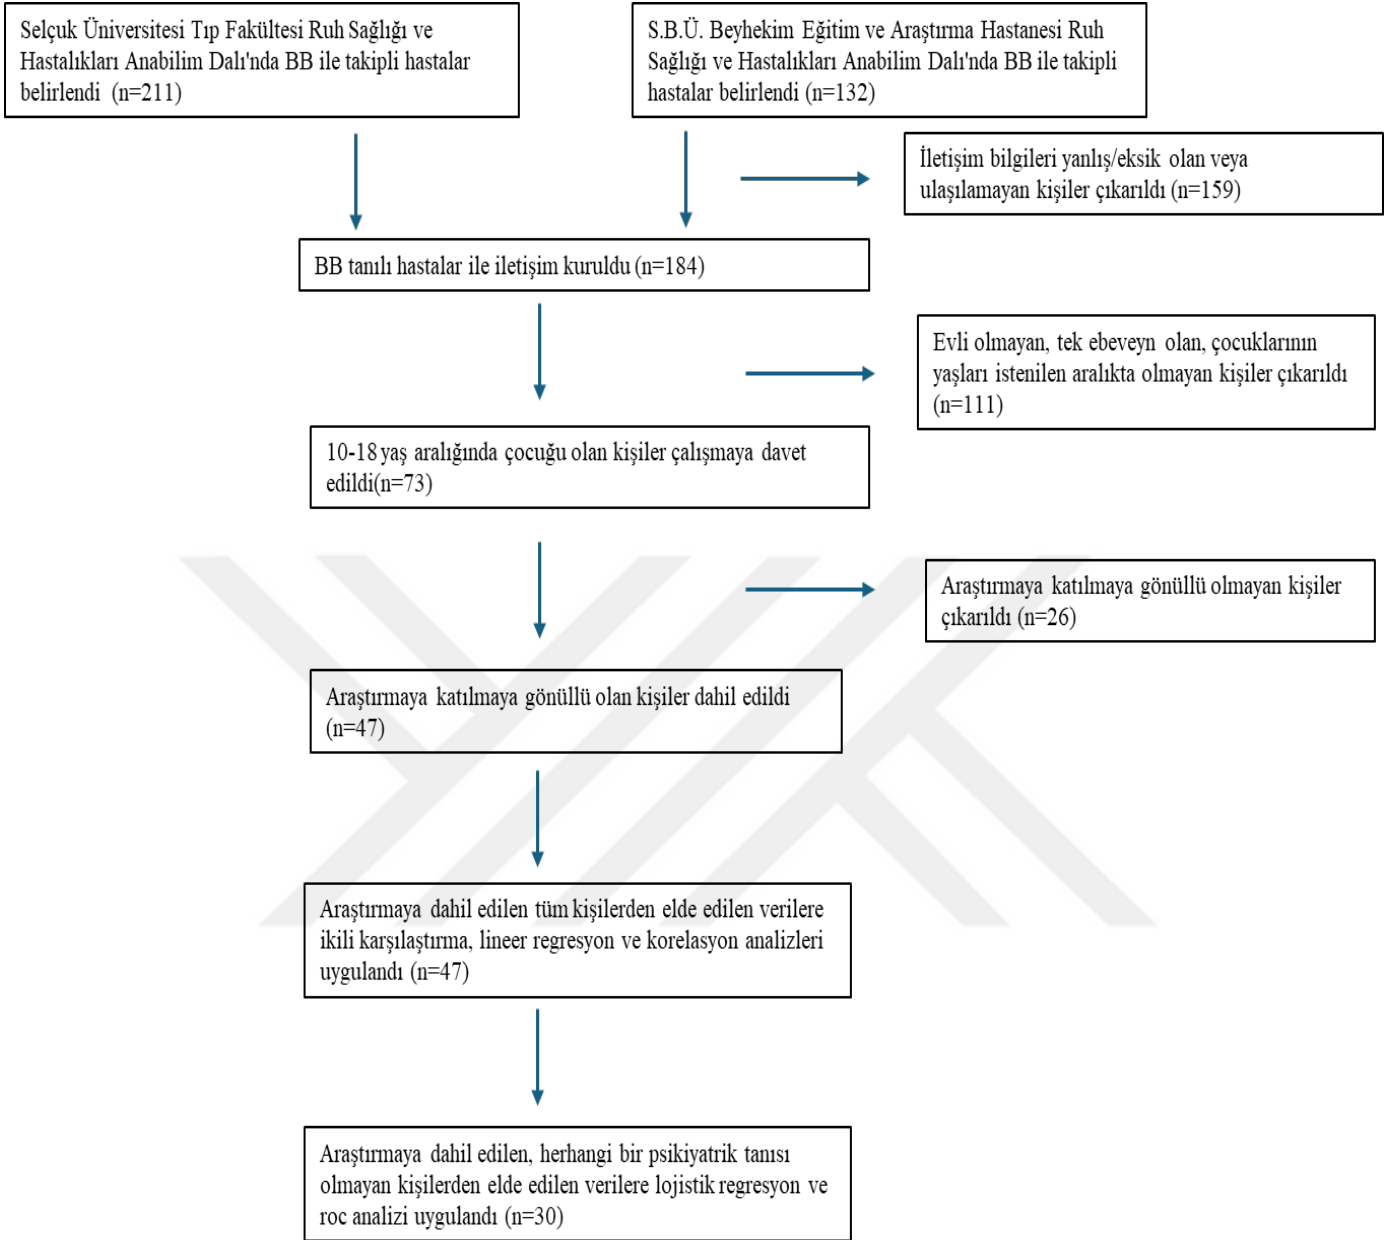 Selçuk Üniversitesi Tıp Fakültesi Ruh Sağlığı ve
Hastalıkları Anabilim Dalı'nda BB ile takipli hastalar
belirlendi (n=211)
S.B.Ü. Beyhekim Eğitim ve Araştırma Hastanesi Ruh
Sağlığı ve Hastalıkları Anabilim Dalı'nda BB ile takipli
hastalar belirlendi (n=132)
İletişim bilgileri yanlış/eksik olan veya
ulaşılamayan kişiler çıkarıldı (n=159)
BB tanılı hastalar ile iletişim kuruldu (n=184)
Evli olmayan, tek ebeveyn olan, çocuklarının
yaşları istenilen aralıkta olmayan kişiler çıkarıldı
(n=111)
10-18 yaş aralığında çocuğu olan kişiler çalışmaya davet
edildi(n=73)
Araştırmaya katılmaya gönüllü olmayan kişiler
çıkarıldı (n=26)
Araştırmaya katılmaya gönüllü olan kişiler dahil edildi
(n=47)
Araştırmaya dahil edilen tüm kişilerden elde edilen verilere
ikili karşılaştırma, lineer regresyon ve korelasyon analizleri
uygulandı (n=47)
Araştırmaya dahil edilen, herhangi bir psikiyatrik tanısı
olmayan kişilerden elde edilen verilere lojistik regresyon ve
roc analizi uygulandı (n=30)